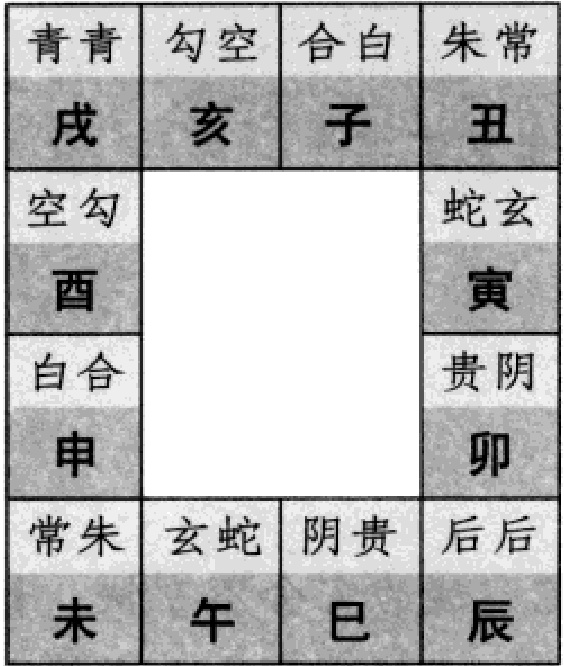 青青 勾空 合白 朱常
戌 亥 子 丑
空勾 蛇玄
酉 寅
白合 贵阴
申 卯
常朱 玄蛇 阴贵 后后
未 午 巳 辰